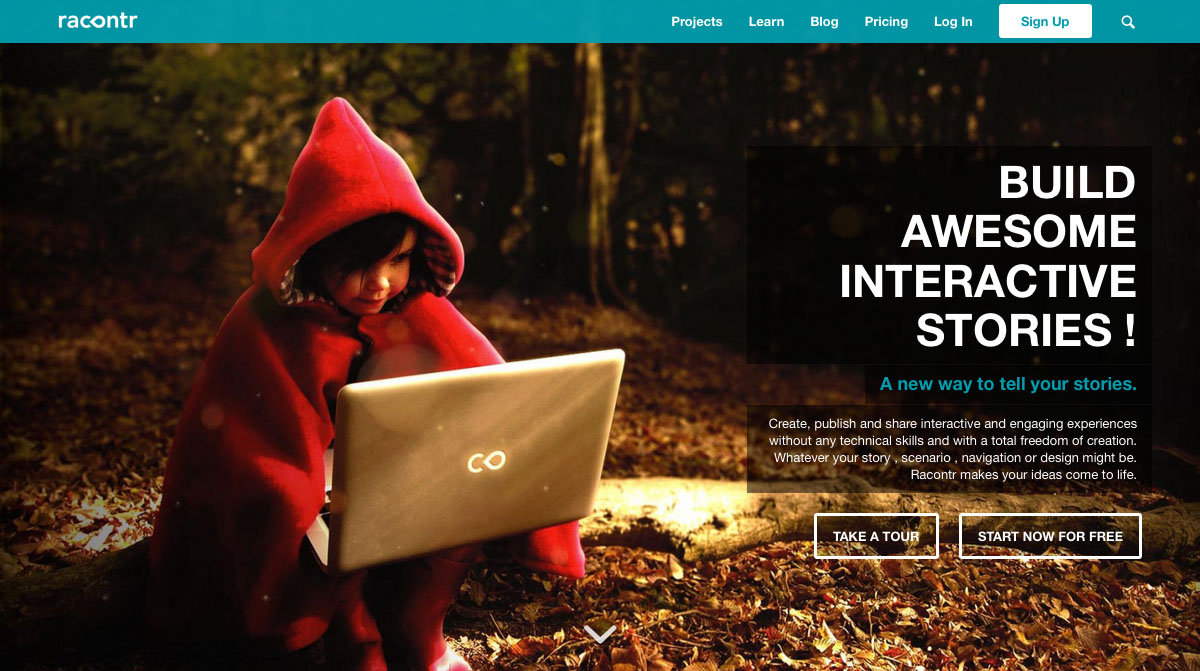 racontr
Projects Learn Blog Pricing Log In Sign Up
BUILD
AWESOME
INTERACTIVE
STORIES !
A new way to tell your stories.
Create, publish and share interactive and engaging experiences
without any technical skills and with a total freedom of creation.
Whatever your story , scenario , navigation or design might be.
Racontr makes your ideas come to life.
TAKE A TOUR
START NOW FOR FREE